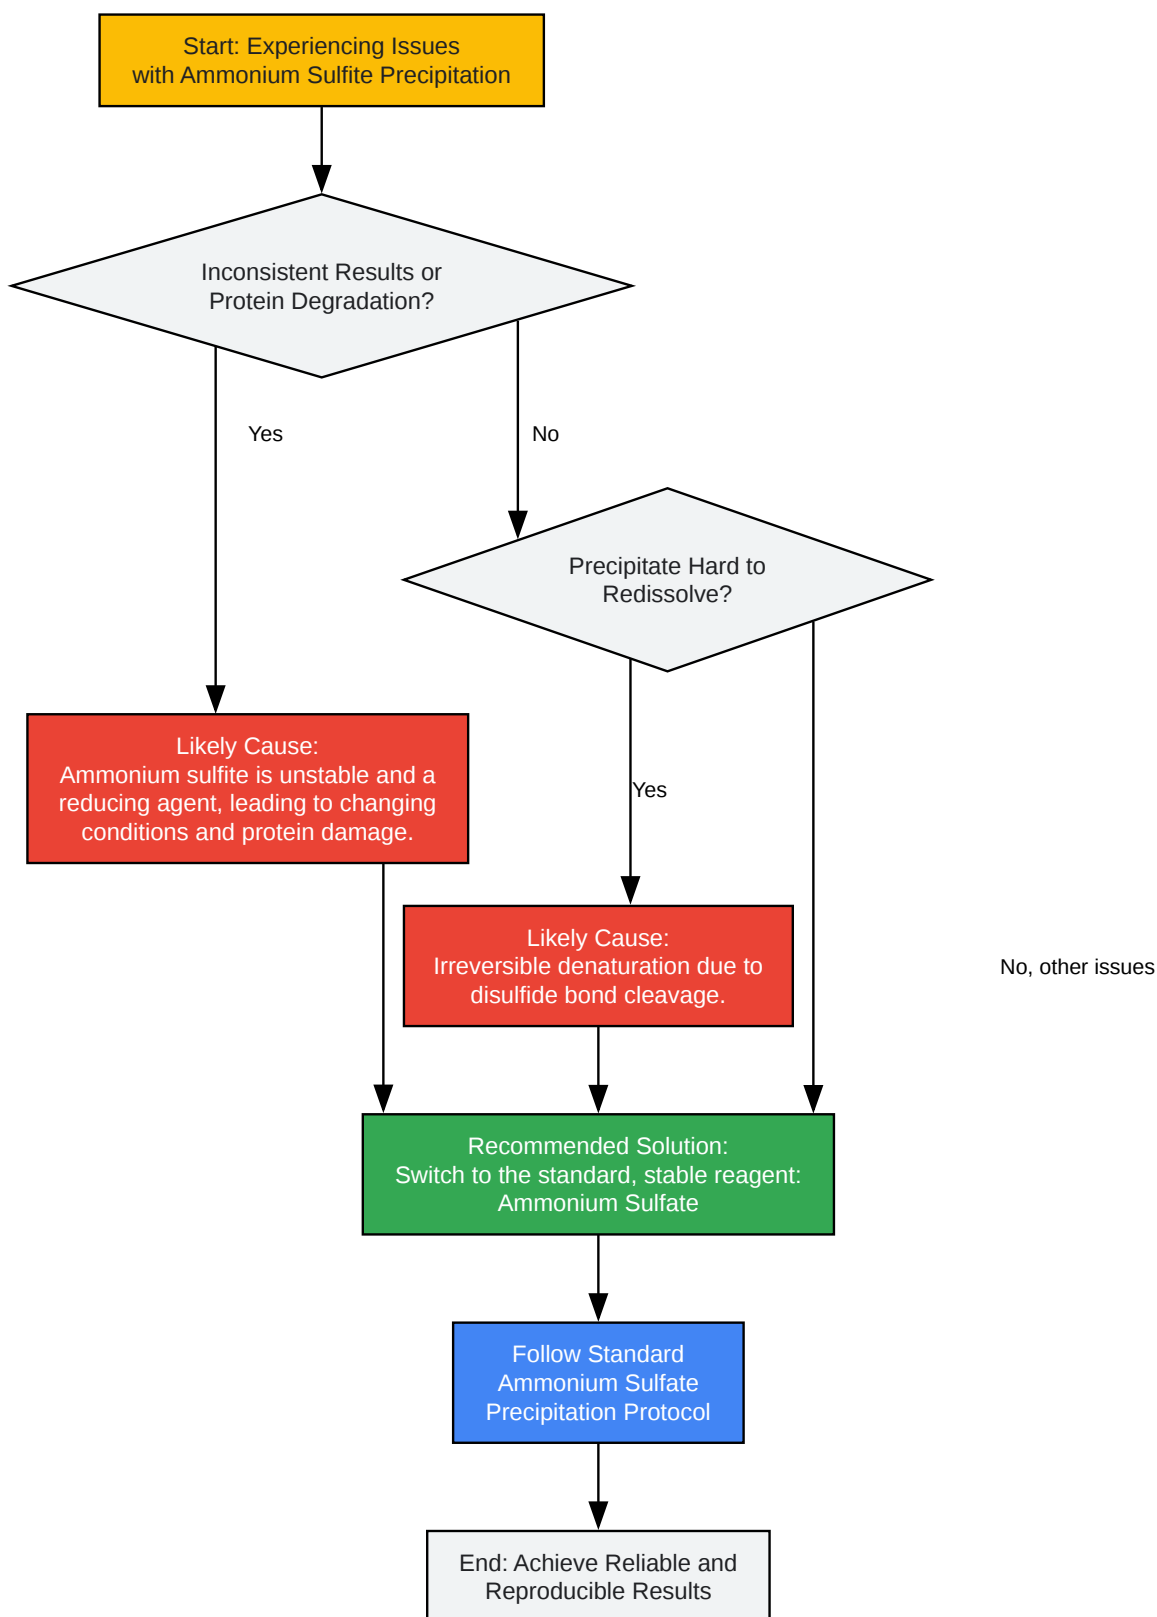 Start: Experiencing Issues
with Ammonium Sulfite Precipitation
Inconsistent Results or
Protein Degradation?
Yes
No
Precipitate Hard to
Redissolve?
Likely Cause:
Ammonium sulfite is unstable and a
reducing agent, leading to changing
conditions and protein damage.
Yes
Likely Cause:
Irreversible denaturation due to
disulfide bond cleavage.
No, other issues
Recommended Solution:
Switch to the standard, stable reagent:
Ammonium Sulfate
Follow Standard
Ammonium Sulfate
Precipitation Protocol
End: Achieve Reliable and
Reproducible Results